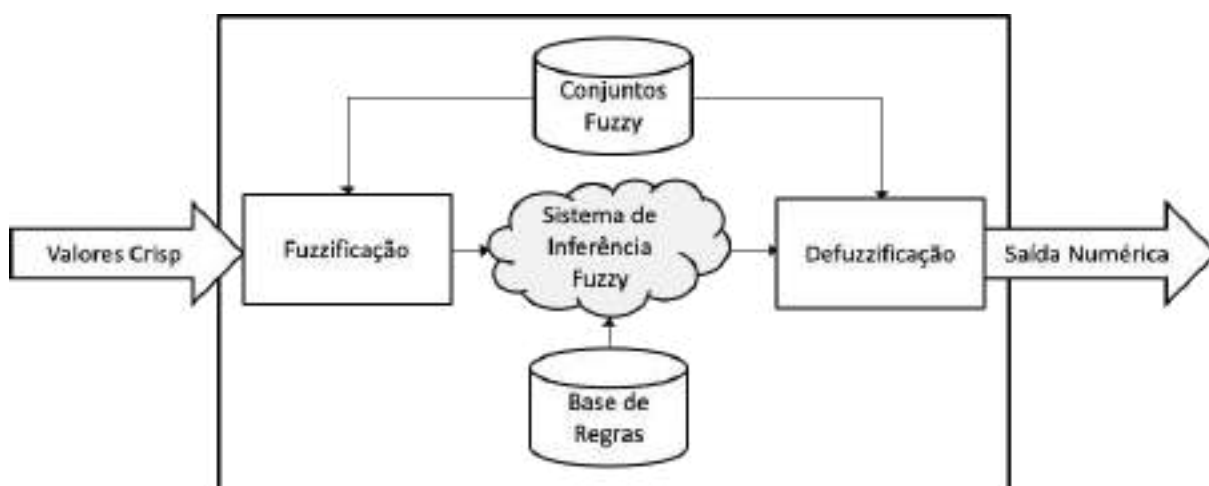 Conjuntos
Fuzzy
Valores Crisp
Fuzzificação
Sistema de
Inferência
Fuzzy
Defuzzificação
Saída Numérica
Base de
Regras